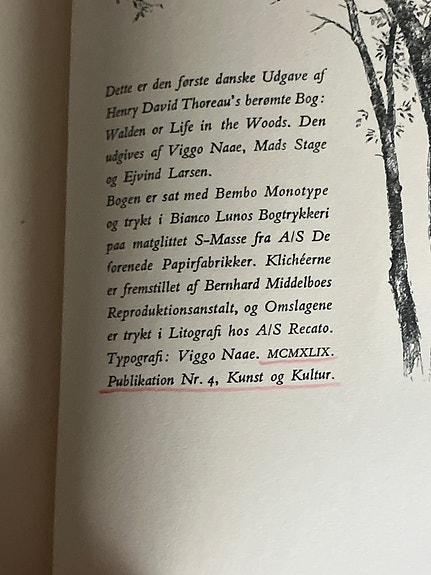 Dette er den første danske Udgave af
Henry David Thoreau's berømte Bog:
Walden or Life in the Woods. Den
udgives af Viggo Naae, Mads Stage
og Ejvind Larsen.
Bogen er sat med Bembo Monotype
og trykt i Bianco Lunos Bogtrykkeri
paa matglittet S-Masse fra A/S De
forenede Papirfabrikker. Klichéerne
er fremstillet af Bernhard Middelboes
Reproduktionsanstalt, og Omslagene
er trykt i Litografi hos A/S Recato.
Typografi: Viggo Naae. MCMXLIX.
Publikation Nr. 4, Kunst og Kultur.